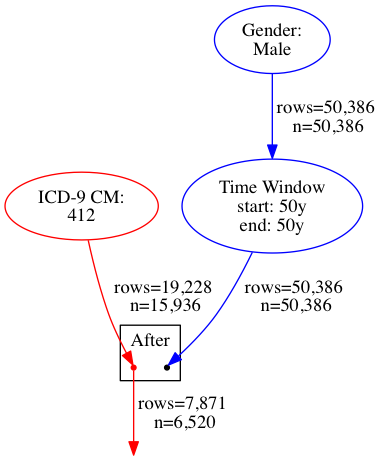 Gender:
Male
rows=50,386
n=50,386
ICD-9 CM:
412
Time Window
start: 50y
end: 50y
rows=19,228
n=15,936
rows=50,386
n=50,386
After
rows=7,871
n=6,520